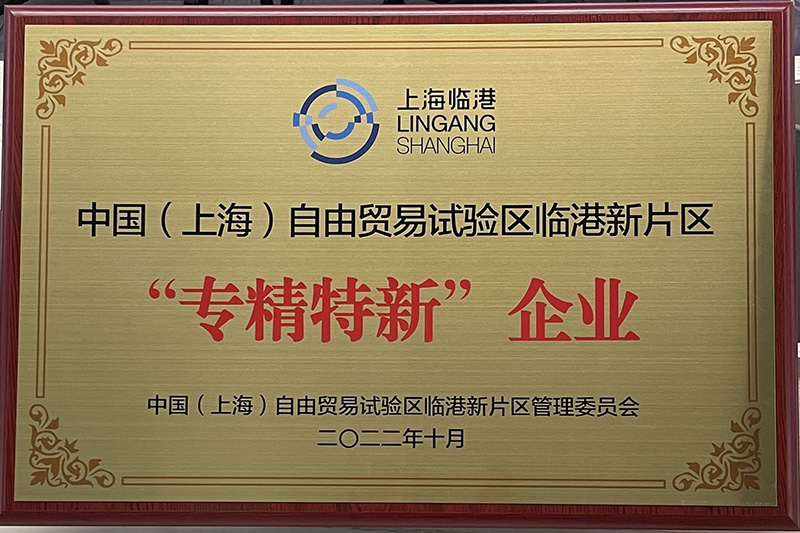 上海临港
LINGANG
SHANGHAI
中国（上海）自由贸易试验区临港新片区
“专精特新”企业
中国（上海）自由贸易试验区临港新片区管理委员会
二〇二二年十月